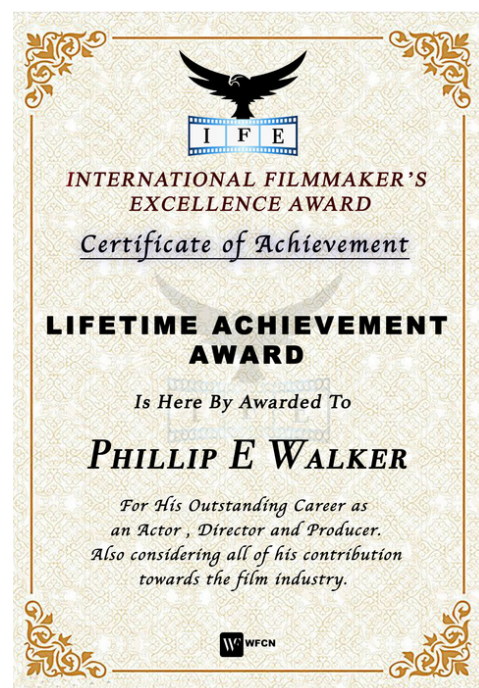 I F E
INTERNATIONAL FILMMAKER'S
EXCELLENCE AWARD
Certificate of Achievement
LIFETIME ACHIEVEMENT
AWARD
Is Here By Awarded To
PHILLIP E WALKER
For His Outstanding Career as
an Actor , Director and Producer.
Also considering all of his contribution
towards the film industry.
W WFCN